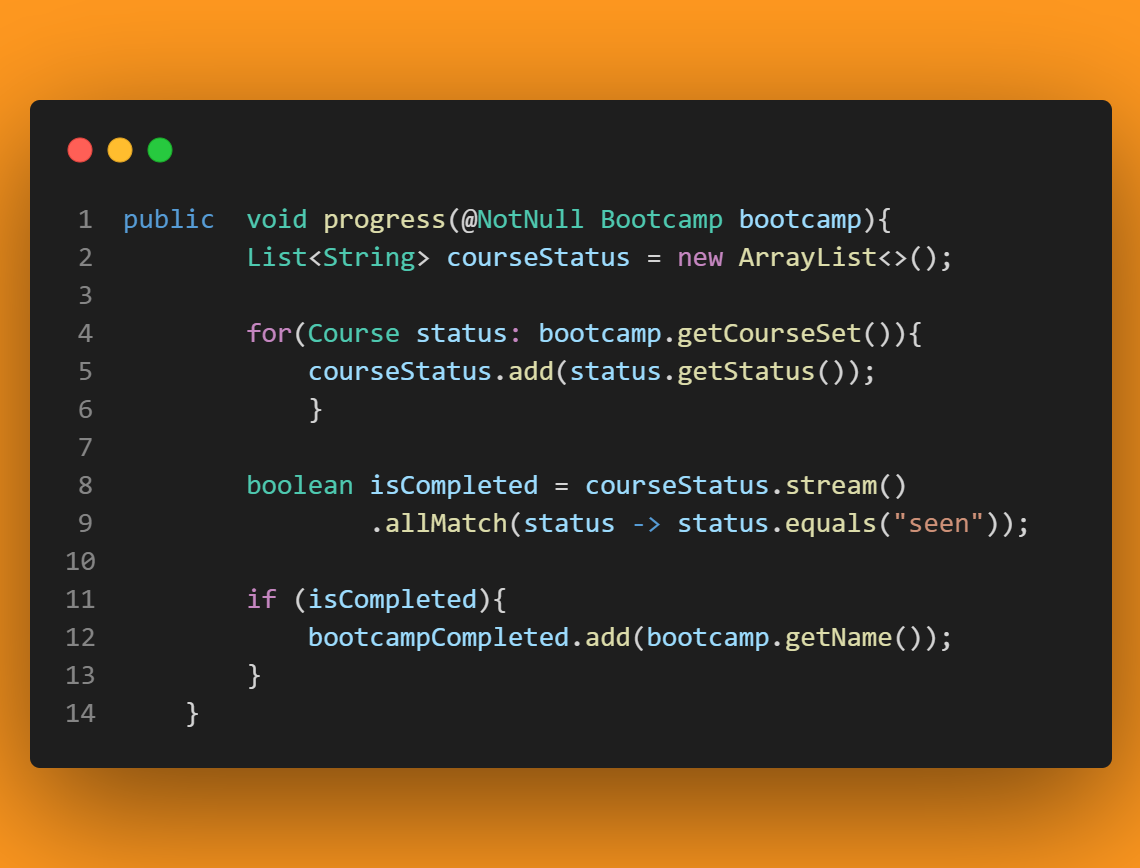 1 public  void progress(@NotNull Bootcamp bootcamp){
2         List<String> courseStatus = new ArrayList<>();
3
4         for(Course status: bootcamp.getCourseSet()){
5             courseStatus.add(status.getStatus());
6             }
7
8         boolean isCompleted = courseStatus.stream()
9                 .allMatch(status -> status.equals("seen"));
10
11         if (isCompleted){
12             bootcampCompleted.add(bootcamp.getName());
13         }
14     }